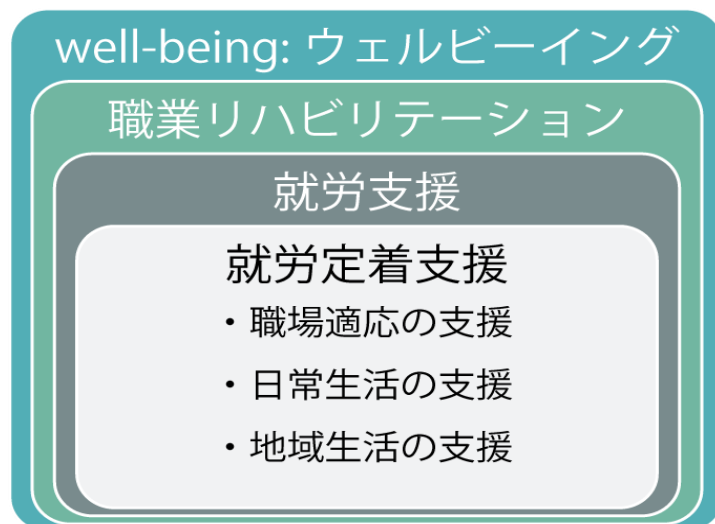 well-being: ウェルビーイング
職業リハビリテーション
就労支援
就労定着支援
・職場適応の支援
・日常生活の支援
・地域生活の支援